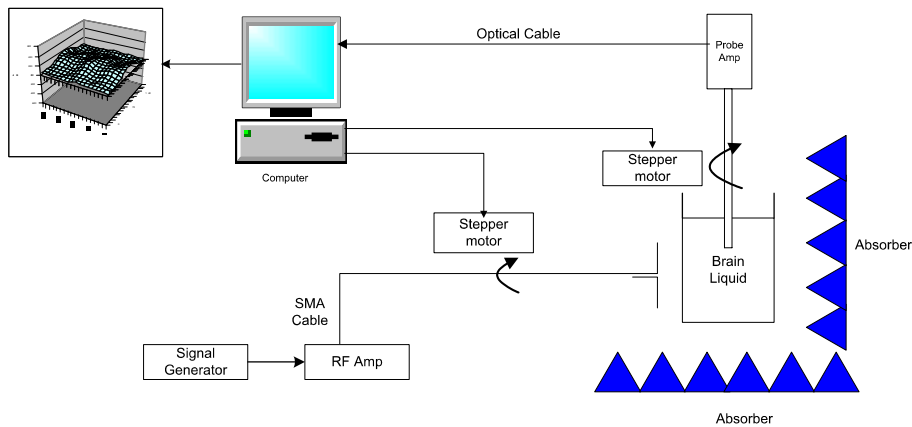 Optical Cable
Probe
Amp
Computer
Stepper
motor
Stepper
motor
Brain
Liquid
Absorber
SMA
Cable
Signal
Generator
RF Amp
Absorber